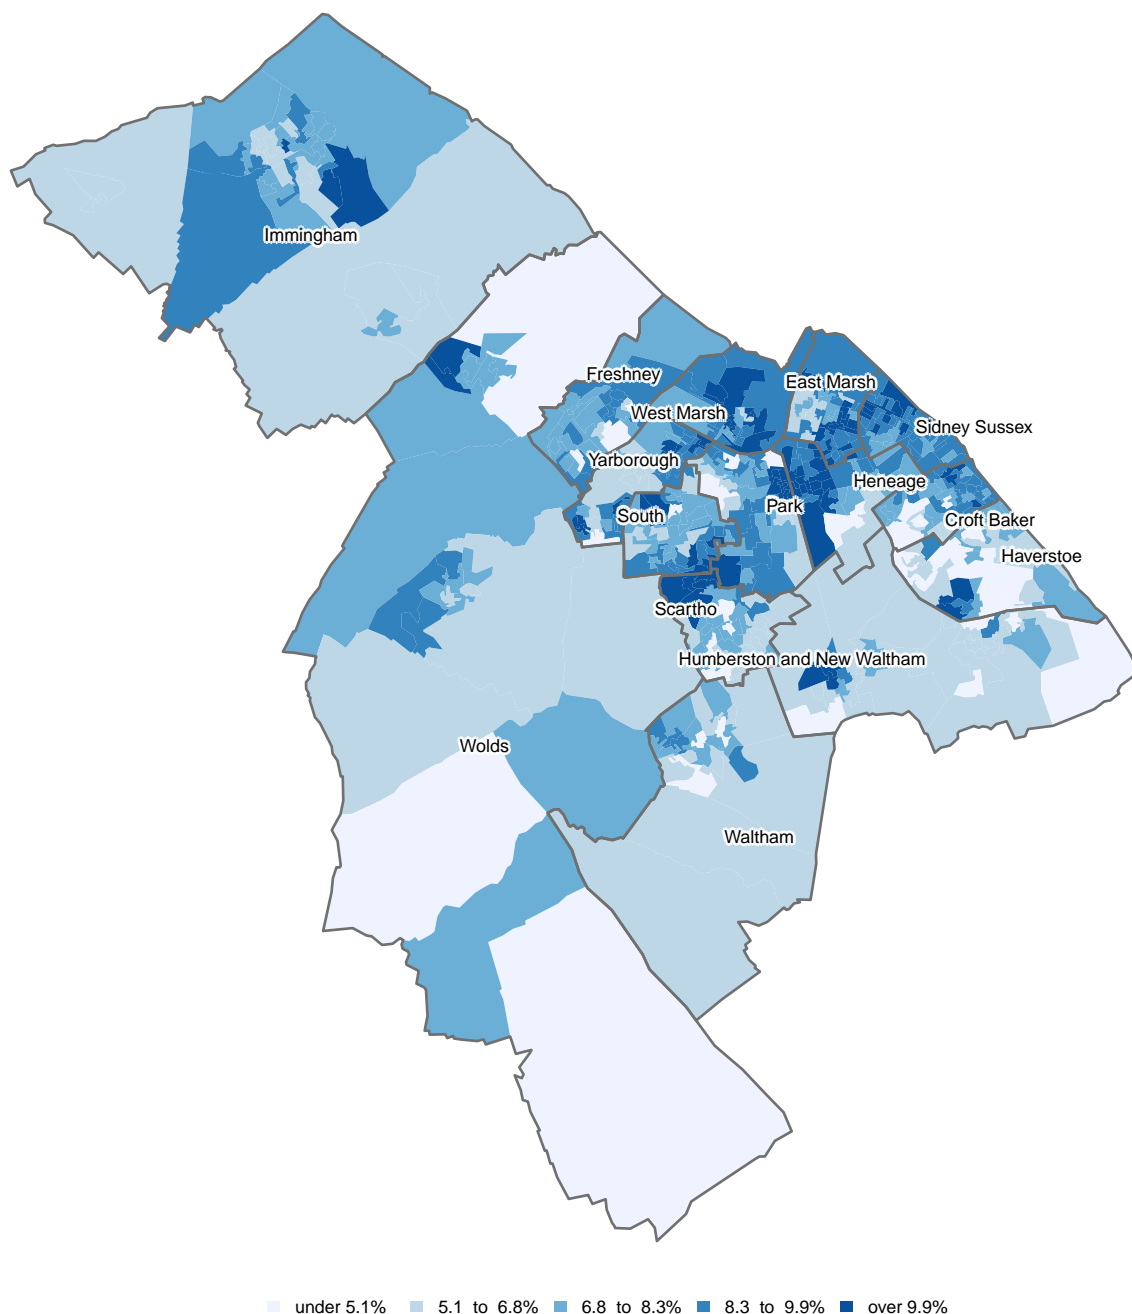 Immingham
Freshney
East Marsh
West Marsh
Sidney Sussex
Yarborough
Heneage
Park
South
Croft Baker
Haverstoe
Scartho
Humberston and New Waltham
Wolds
Waltham
under 5.1% 5.1 to 6.8% 6.8 to 8.3% 8.3 to 9.9% over 9.9%